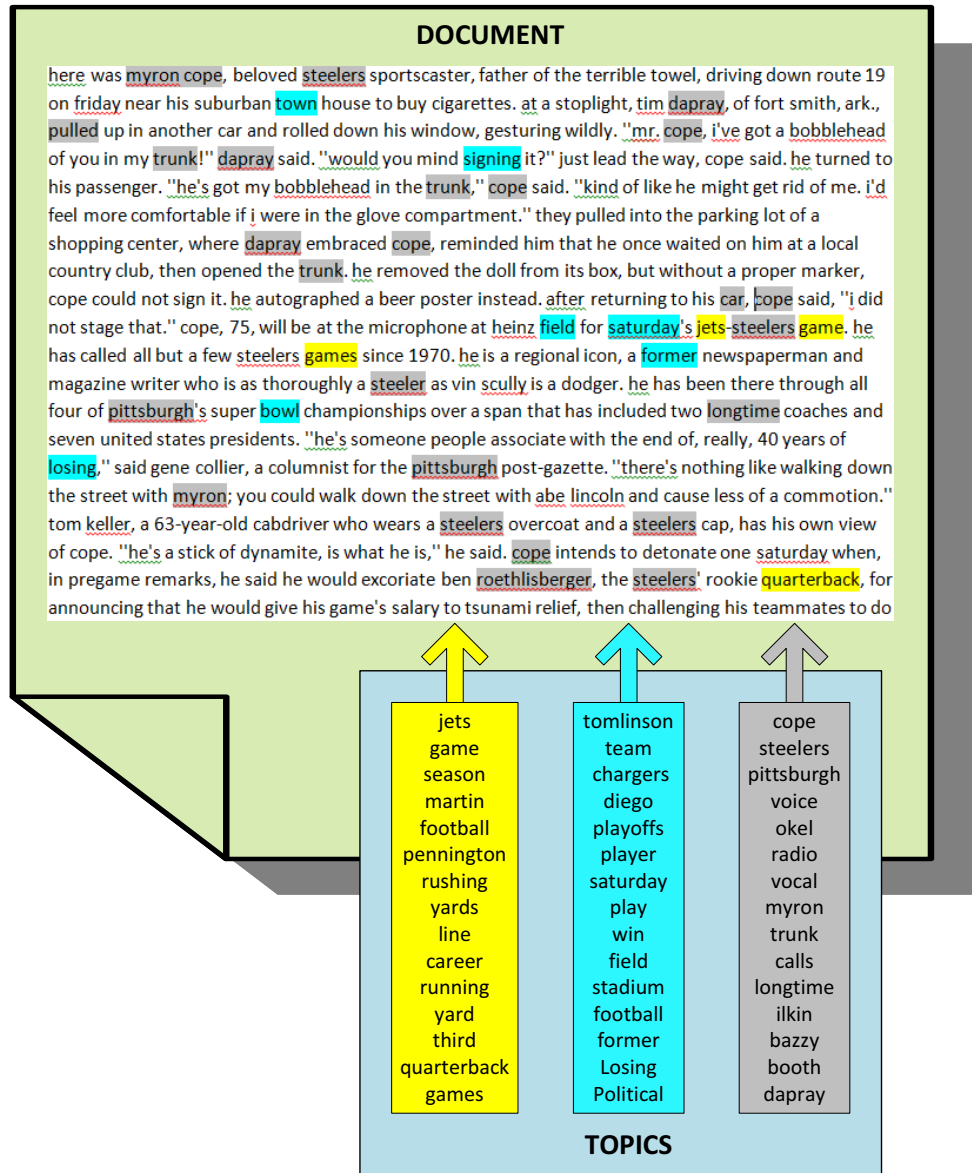 DOCUMENT
here was myron cope, beloved steelers sportscaster, father of the terrible towel, driving down route 19
on friday near his suburban town house to buy cigarettes. at a stoplight, tim dapray, of fort smith, ark.,
pulled up in another car and rolled down his window, gesturing wildly. ''mr. cope, i've got a bobblehead
of you in my trunk!'' dapray said. ''would you mind signing it?'' just lead the way, cope said. he turned to
his passenger. ''he's got my bobblehead in the trunk,'' cope said. ''kind of like he might get rid of me. i'd
feel more comfortable if i were in the glove compartment.'' they pulled into the parking lot of a
shopping center, where dapray embraced cope, reminded him that he once waited on him at a local
country club, then opened the trunk. he removed the doll from its box, but without a proper marker,
cope could not sign it. he autographed a beer poster instead. after returning to his car, cope said, ''i did
not stage that.'' cope, 75, will be at the microphone at heinz field for saturday's jets-steelers game. he
has called all but a few steelers games since 1970. he is a regional icon, a former newspaperman and
magazine writer who is as thoroughly a steeler as vin scully is a dodger. he has been there through all
four of pittsburgh's super bowl championships over a span that has included two longtime coaches and
seven united states presidents. ''he's someone people associate with the end of, really, 40 years of
losing,'' said gene collier, a columnist for the pittsburgh post-gazette. ''there's nothing like walking down
the street with myron; you could walk down the street with abe lincoln and cause less of a commotion.''
tom keller, a 63-year-old cabdriver who wears a steelers overcoat and a steelers cap, has his own view
of cope. ''he's a stick of dynamite, is what he is,'' he said. cope intends to detonate one saturday when,
in pregame remarks, he said he would excoriate ben roethlisberger, the steelers' rookie quarterback, for
announcing that he would give his game's salary to tsunami relief, then challenging his teammates to do
jets
game
season
martin
football
pennington
rushing
yards
line
career
running
yard
third
quarterback
games
tomlinson
team
chargers
diego
playoffs
player
saturday
play
win
field
stadium
football
former
Losing
Political
cope
steelers
pittsburgh
voice
okel
radio
vocal
myron
trunk
calls
longtime
ilkin
bazzy
booth
dapray
TOPICS